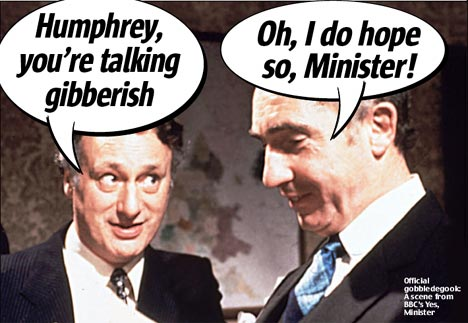 Humphrey,
you're talking
gibberish
Oh, I do hope
so, Minister!
Official
gobbledegook:
A scene from
BBC's Yes,
Minister